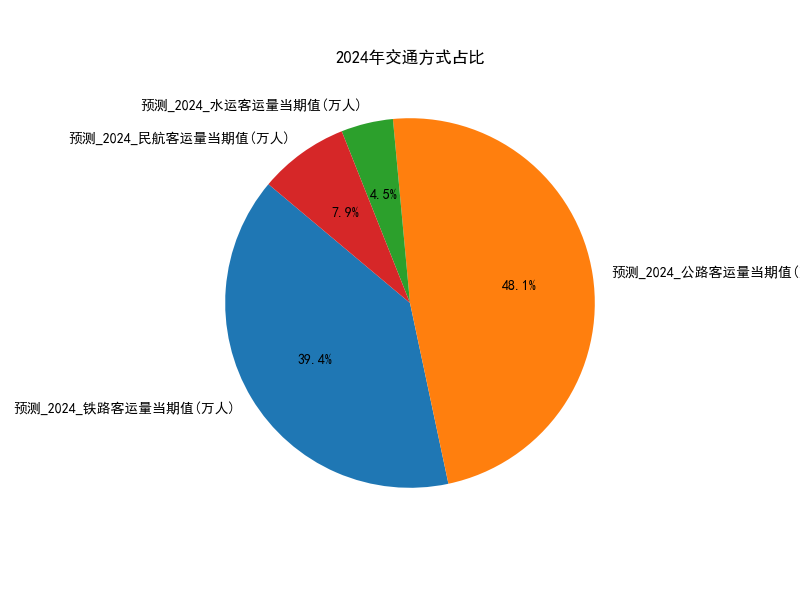 2024年交通方式占比
预测_2024_水运客运量当期值(万人)
预测_2024_民航客运量当期值(万人)
4.5%
7.9%
预测_2024_公路客运量当期值(
48.1%
39.4%
预测_2024_铁路客运量当期值(万人)